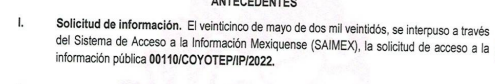 ANTECEDENTES
I. Solicitud de información. El veinticinco de mayo de dos mil veintidós, se interpuso a través
del Sistema de Acceso a la Información Mexiquense (SAIMEX), la solicitud de acceso a la
información pública 00110/COYOTEP/IP/2022.